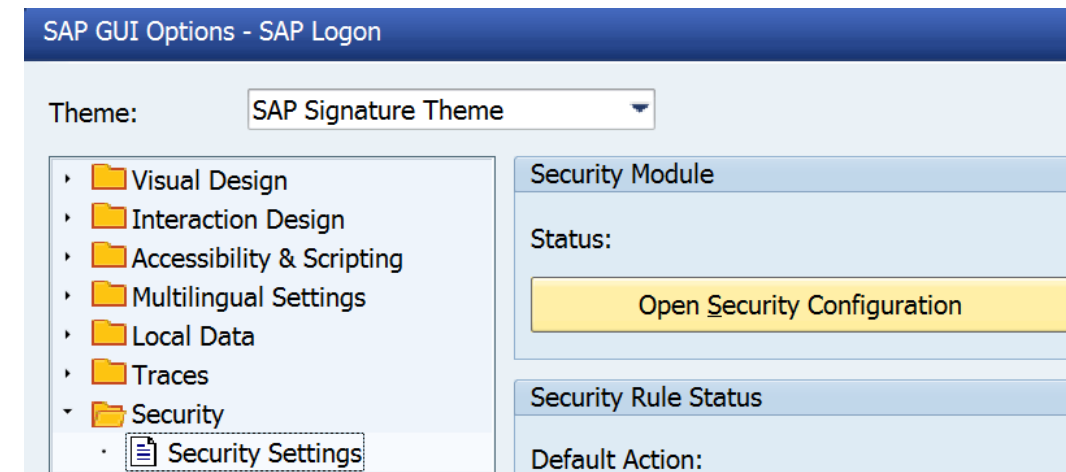 SAP GUI Options - SAP Logon
Theme: SAP Signature Theme
Visual Design
Interaction Design
Accessibility & Scripting
Multilingual Settings
Local Data
Traces
Security
Security Settings
Security Module
Status:
Open Security Configuration
Security Rule Status
Default Action: